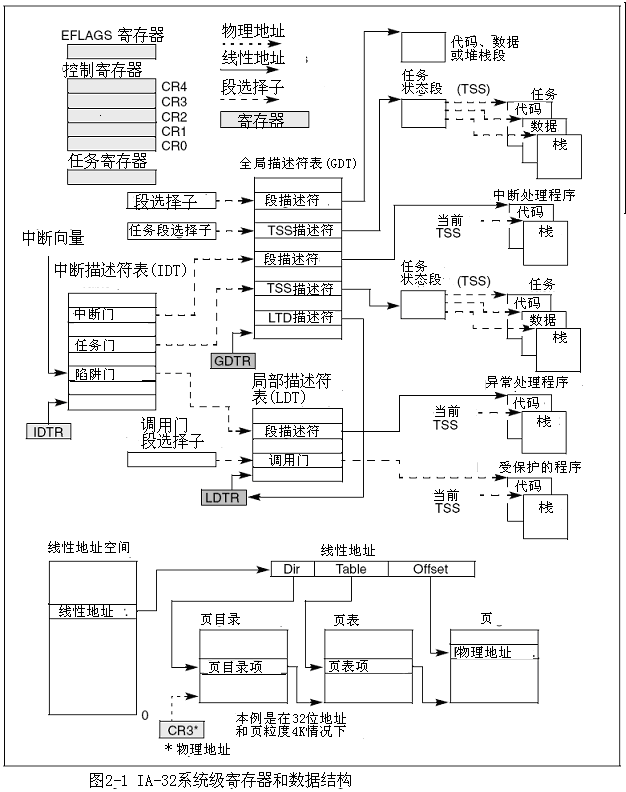 EFLAGS 寄存器
控制寄存器
CR4
CR3
CR2
CR1
CR0
任务寄存器
物理地址
线性地址
段选择子
寄存器
代码、数据
或堆栈段
任务
状态段
(TSS)
任务
代码
数据
栈
全局描述符表(GDT)
段选择子
段描述符
任务段选择子
TSS描述符
段描述符
TSS描述符
LTD描述符
GDTR
中断处理程序
代码
当前
TSS
栈
中断向量
中断描述符表(IDT)
中断门
任务门
陷阱门
IDTR
任务
状态段
(TSS)
任务
代码
数据
栈
局部描述符
表(LDT)
段描述符
调用门
调用门
段选择子
LDTR
异常处理程序
代码
当前
TSS
栈
受保护的程序
代码
当前
TSS
栈
线性地址空间
线性地址
0
线性地址
Dir
Table
Offset
页目录
页目录项
页表
页表项
页
物理地址
CR3*
*物理地址
本例是在32位地址
和页粒度4K情况下
图2-1 IA-32系统级寄存器和数据结构